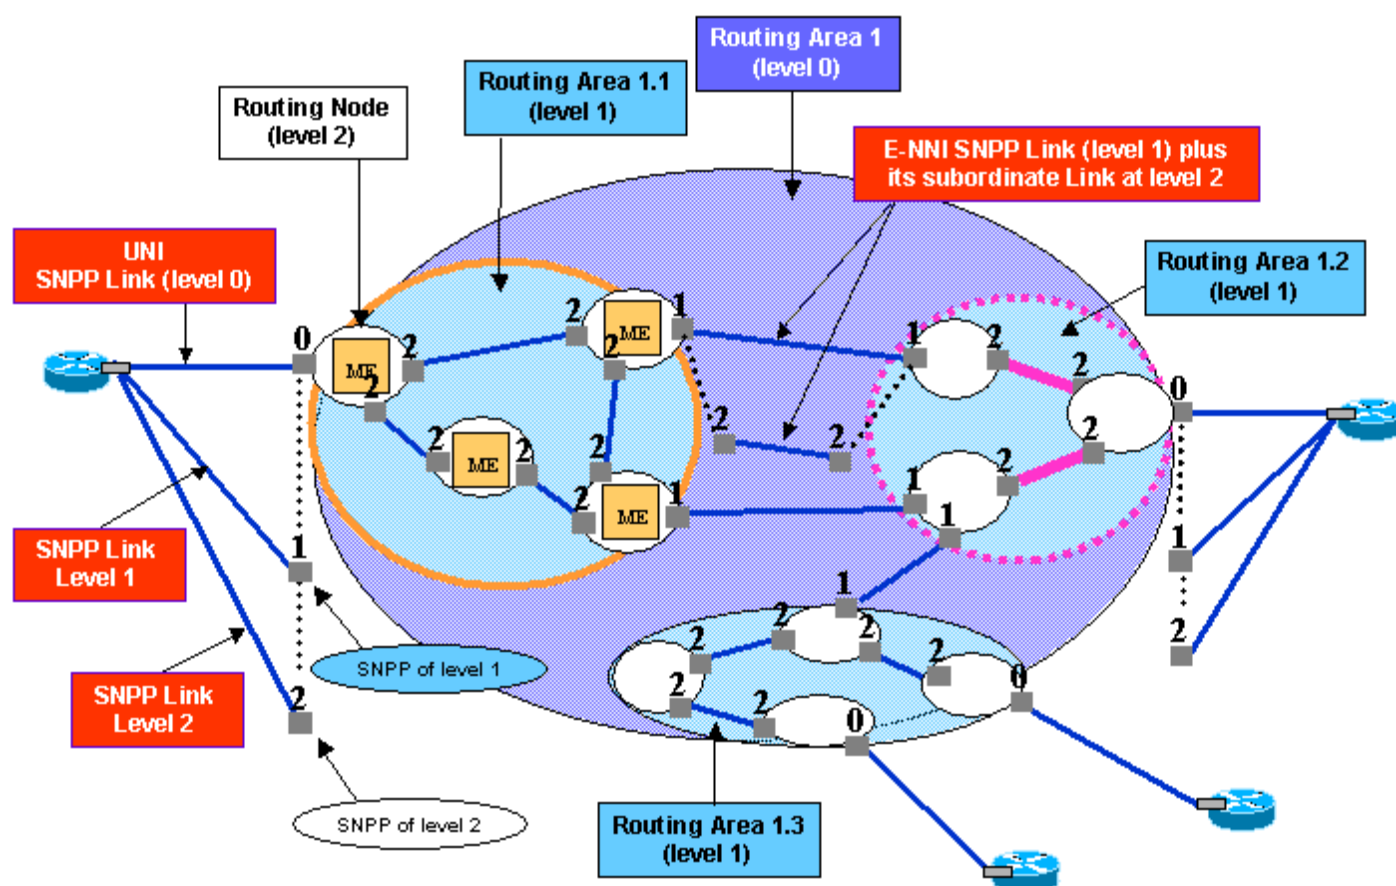 Routing Area 1
(level 0)
Routing Area 1.1
(level 1)
Routing Node
(level 2)
E-NNI SNPP Link (level 1) plus
its subordinate Link at level 2
UNI
SNPP Link (level 0)
Routing Area 1.2
(level 1)
2
2
1
ME
0
2
ME
2
2
1
2
2
0
2
2
2
2
ME
2
2
2
2
ME
1
2
1
1
SNPP Link
Level 1
1
1
SNPP of level 1
1
2
2
2
2
2
0
2
SNPP Link
Level 2
2
2
2
0
SNPP of level 2
Routing Area 1.3
(level 1)